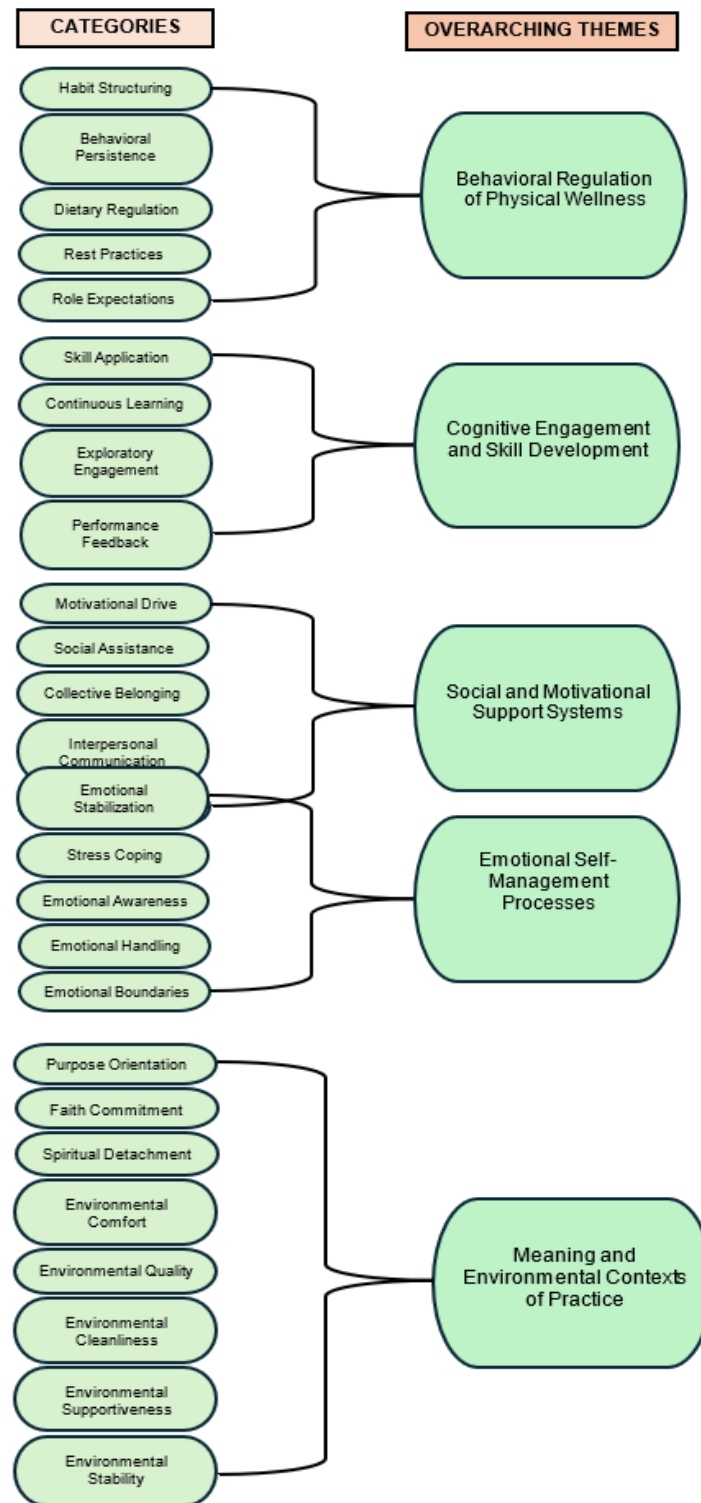 CATEGORIES
OVERARCHING THEMES
Habit Structuring
Behavioral
Persistence
Dietary Regulation
Rest Practices
Role Expectations
Behavioral Regulation
of Physical Wellness
Skill Application
Continuous Learning
Exploratory
Engagement
Performance
Feedback
Cognitive Engagement
and Skill Development
Motivational Drive
Social Assistance
Collective Belonging
Interpersonal
Communication
Social and Motivational
Support Systems
Emotional
Stabilization
Stress Coping
Emotional Awareness
Emotional Handling
Emotional Boundaries
Emotional Self-
Management
Processes
Purpose Orientation
Faith Commitment
Spiritual Detachment
Environmental
Comfort
Environmental Quality
Environmental
Cleanliness
Environmental
Supportiveness
Environmental
Stability
Meaning and
Environmental Contexts
of Practice